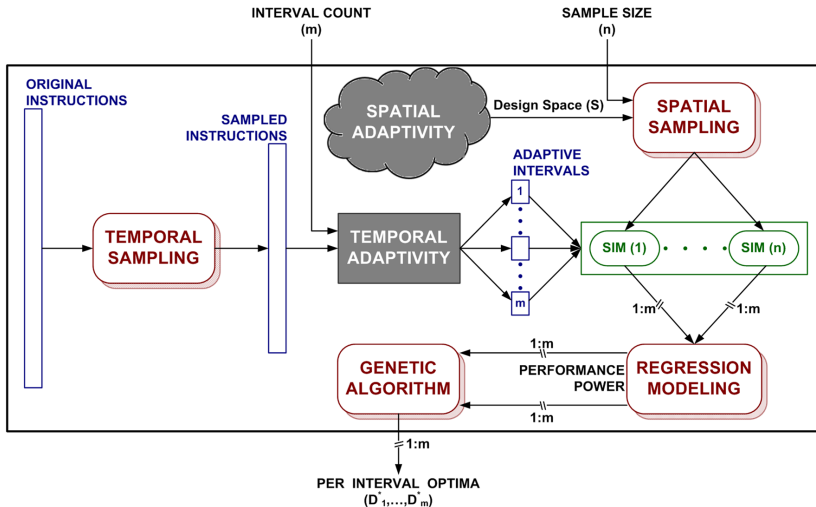 INTERVAL COUNT
(m)
SAMPLE SIZE
(n)
ORIGINAL
INSTRUCTIONS
SAMPLED
INSTRUCTIONS
SPATIAL
ADAPTIVITY
Design Space (S)
SPATIAL
SAMPLING
ADAPTIVE
INTERVALS
1
m
TEMPORAL
SAMPLING
TEMPORAL
ADAPTIVITY
SIM (1)
SIM (n)
1:m
1:m
GENETIC
ALGORITHM
1:m
PERFORMANCE
POWER
1:m
REGRESSION
MODELING
1:m
PER INTERVAL OPTIMA
(D*1,...,D*m)